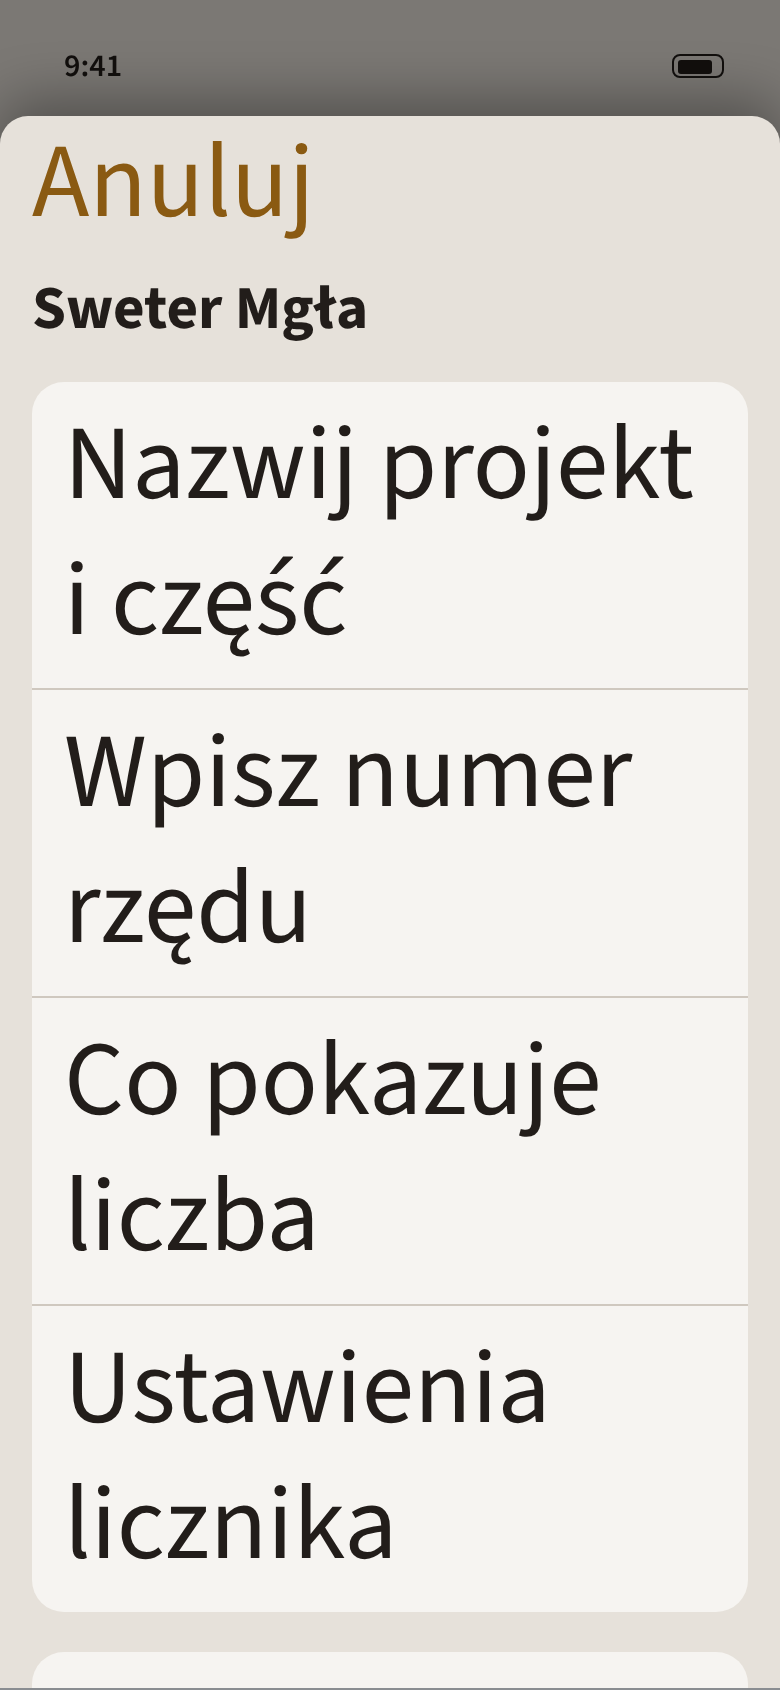 9:41
Anuluj
Sweter Mgła
Nazwij projekt
i część
Wpisz numer
rzędu
Co pokazuje
liczba
Ustawienia
licznika